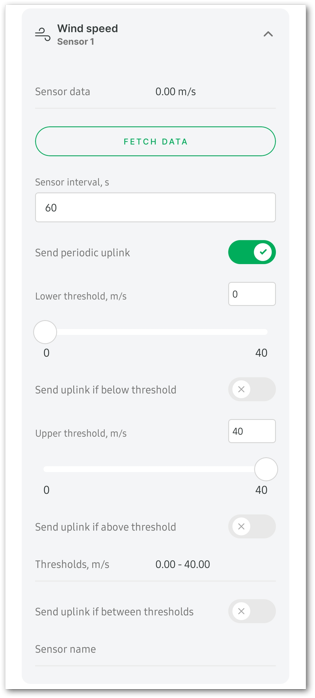 Wind speed
Sensor 1
Sensor data 0.00 m/s
FETCH DATA
Sensor interval, s
60
Send periodic uplink
Lower threshold, m/s 0
0 40
Send uplink if below threshold
Upper threshold, m/s 40
0 40
Send uplink if above threshold
Thresholds, m/s 0.00 - 40.00
Send uplink if between thresholds
Sensor name